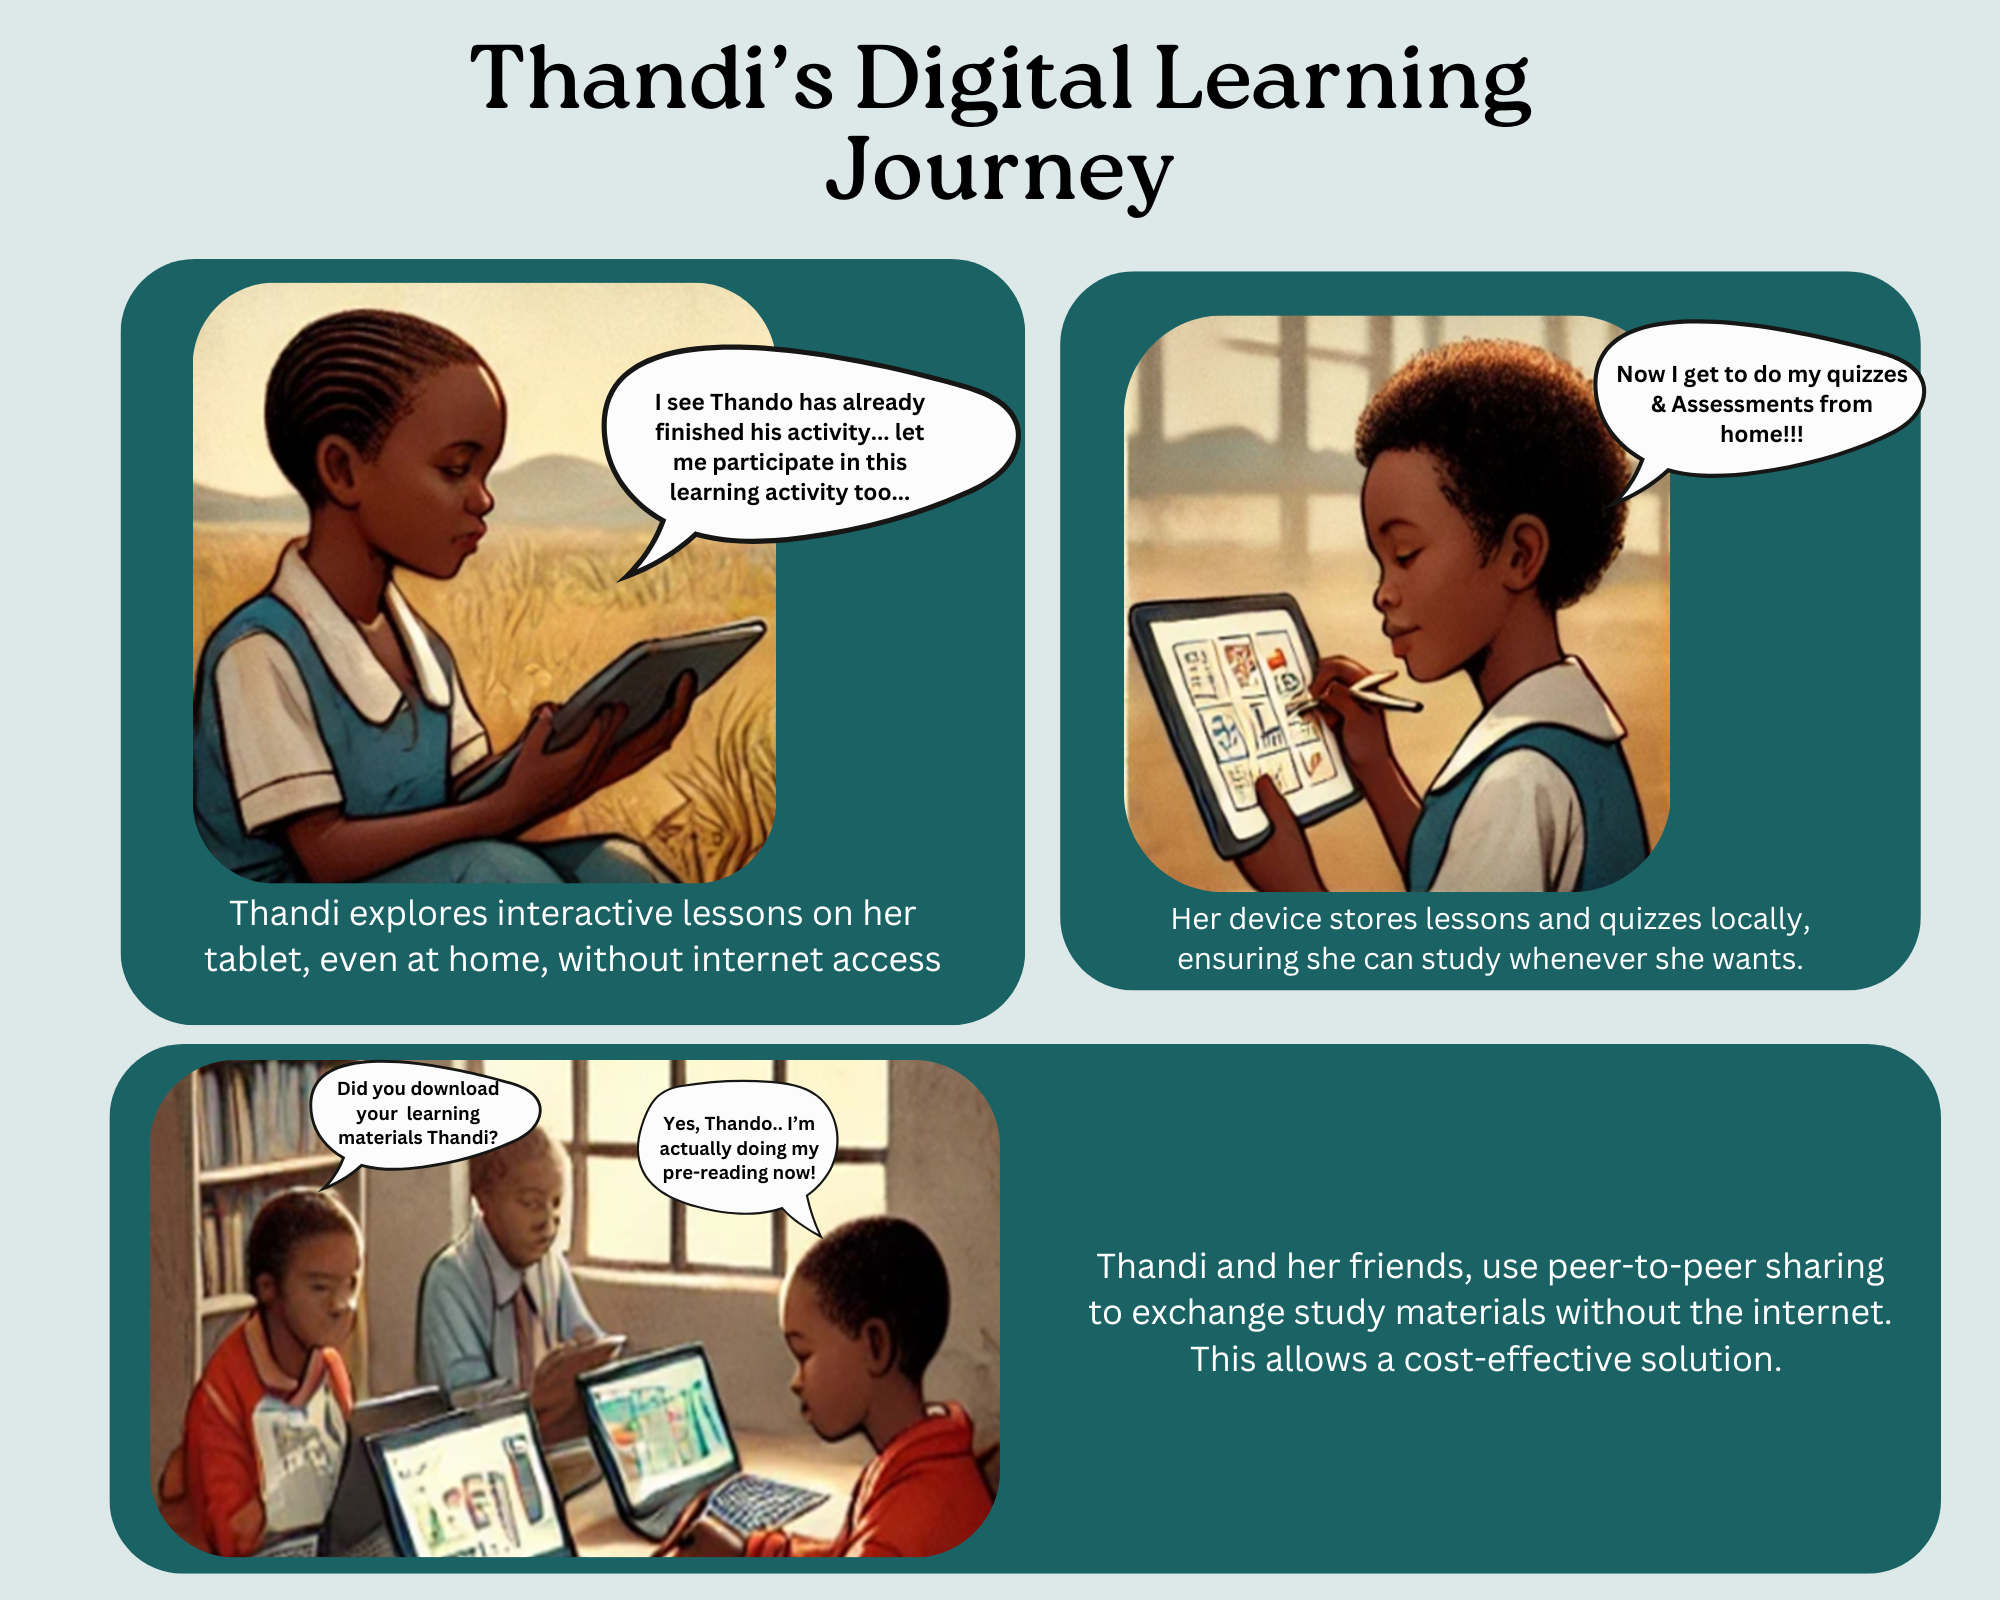 Thandi’s Digital Learning
Journey
I see Thando has already
finished his activity... let
me participate in this
learning activity too...
Thandi explores interactive lessons on her
tablet, even at home, without internet access
Now I get to do my quizzes
& Assessments from
home!!!
Her device stores lessons and quizzes locally,
ensuring she can study whenever she wants.
Did you download
your  learning
materials Thandi?
Yes, Thando.. I’m
actually doing my
pre-reading now!
Thandi and her friends, use peer-to-peer sharing
to exchange study materials without the internet.
This allows a cost-effective solution.